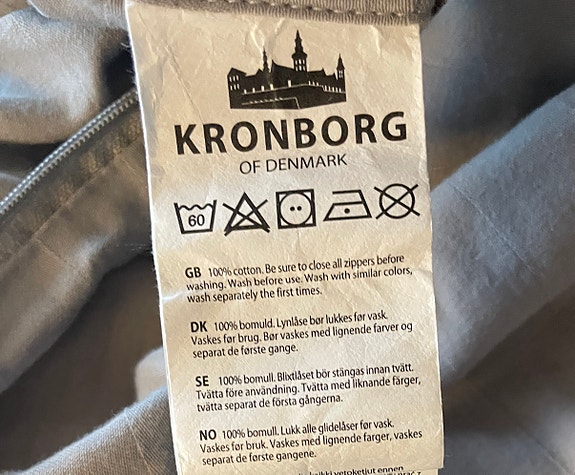 KRONBORG
OF DENMARK
60
GB 100% cotton. Be sure to close all zippers before
washing. Wash before use. Wash with similar colors,
wash separately the first times.
DK 100% bomuld. Lynlåse bør lukkes før vask.
Vaskes før brug. Bør vaskes med lignende farver og
separat de første gange.
SE 100% bomull. Blixtlåset bör stängas innan tvätt.
Tvätta före användning. Tvätta med liknande färger,
tvätta separat de första gångerna.
NO 100% bomull. Lukk alle glidelåser før vask.
Vaskes før bruk. Vaskes med lignende farger, vaskes
separat de første gangene.
vetoketjut ennen